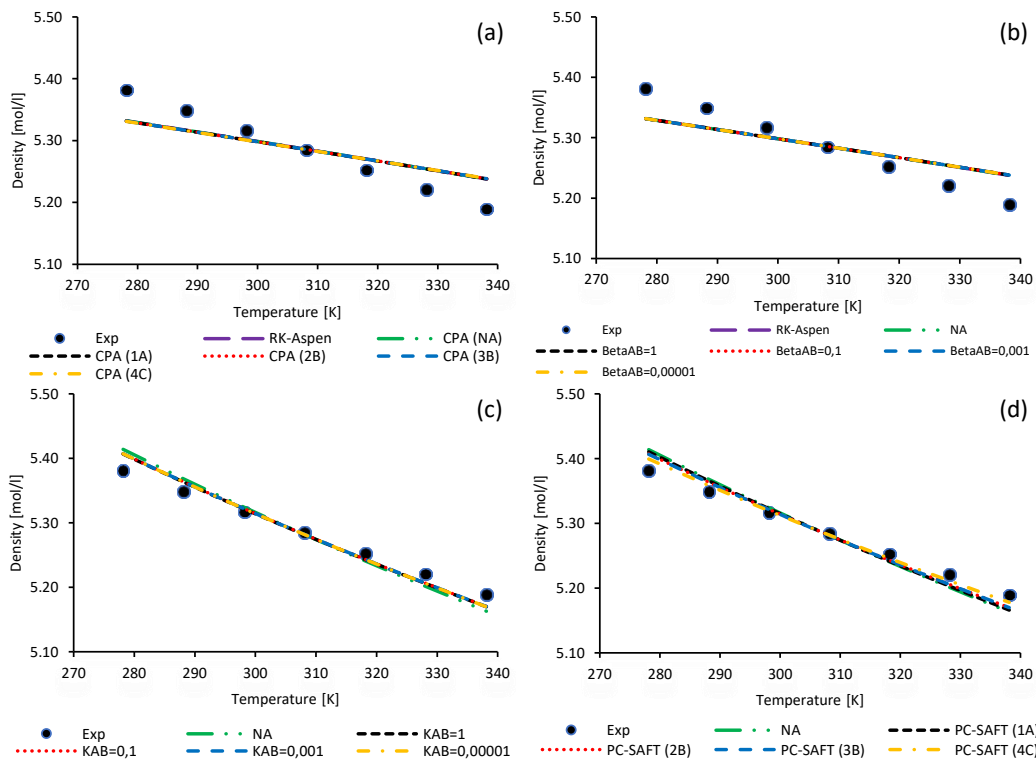 (a)
5.50
5.40
5.30
5.20
5.10
Density [mol/l]
270 280 290 300 310 320 330 340
Temperature [K]
Exp RK-Aspen CPA (NA)
CPA (1A) CPA (2B) CPA (3B)
CPA (4C)
(b)
5.50
5.40
5.30
5.20
5.10
Density [mol/l]
270 280 290 300 310 320 330 340
Temperature [K]
Exp RK-Aspen NA
BetaAB=1 BetaAB=0,1 BetaAB=0,001
BetaAB=0,00001
(c)
5.50
5.40
5.30
5.20
5.10
Density [mol/l]
270 280 290 300 310 320 330 340
Temperature [K]
Exp NA KAB=1
KAB=0,1 KAB=0,001 KAB=0,00001
(d)
5.50
5.40
5.30
5.20
5.10
Density [mol/l]
270 280 290 300 310 320 330 340
Temperature [K]
Exp NA PC-SAFT (1A)
PC-SAFT (2B) PC-SAFT (3B) PC-SAFT (4C)